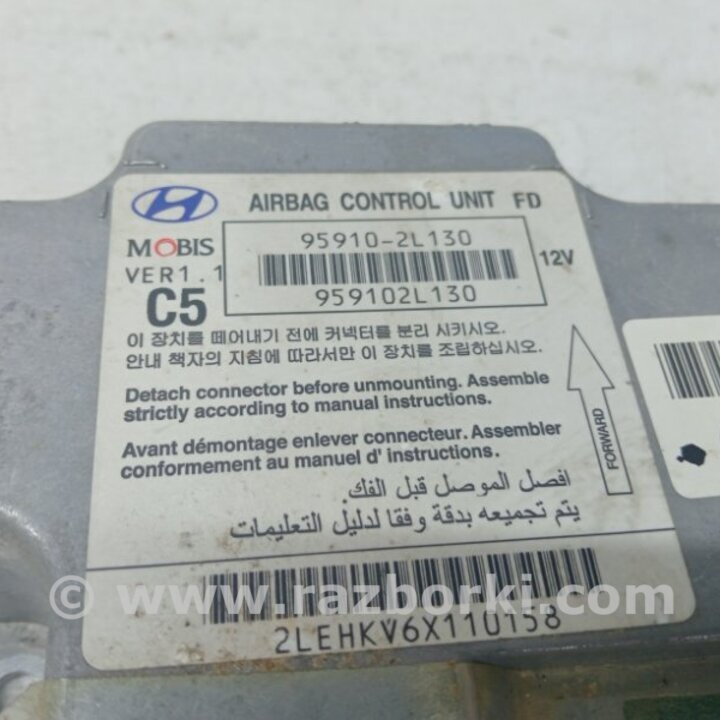 AIRBAG CONTROL UNIT FD
MOBIS
95910-2L130
12V
VER1.1
C5
959102L130
이 장치를 떼어내기 전에 커넥터를 분리 시키시오.
안내 책자의 지침에 따라서만 이 장치를 조립하십시오.
Detach connector before unmounting. Assemble
strictly according to manual instructions.
FORWARD
Avant démontage enlever connecteur. Assembler
conformement au manuel d' instructions.
افصل الموصل قبل الفك.
يتم تجميعه بدقة وفقا لدليل التعليمات
2LEHKV6X110158
© www.razborki.com